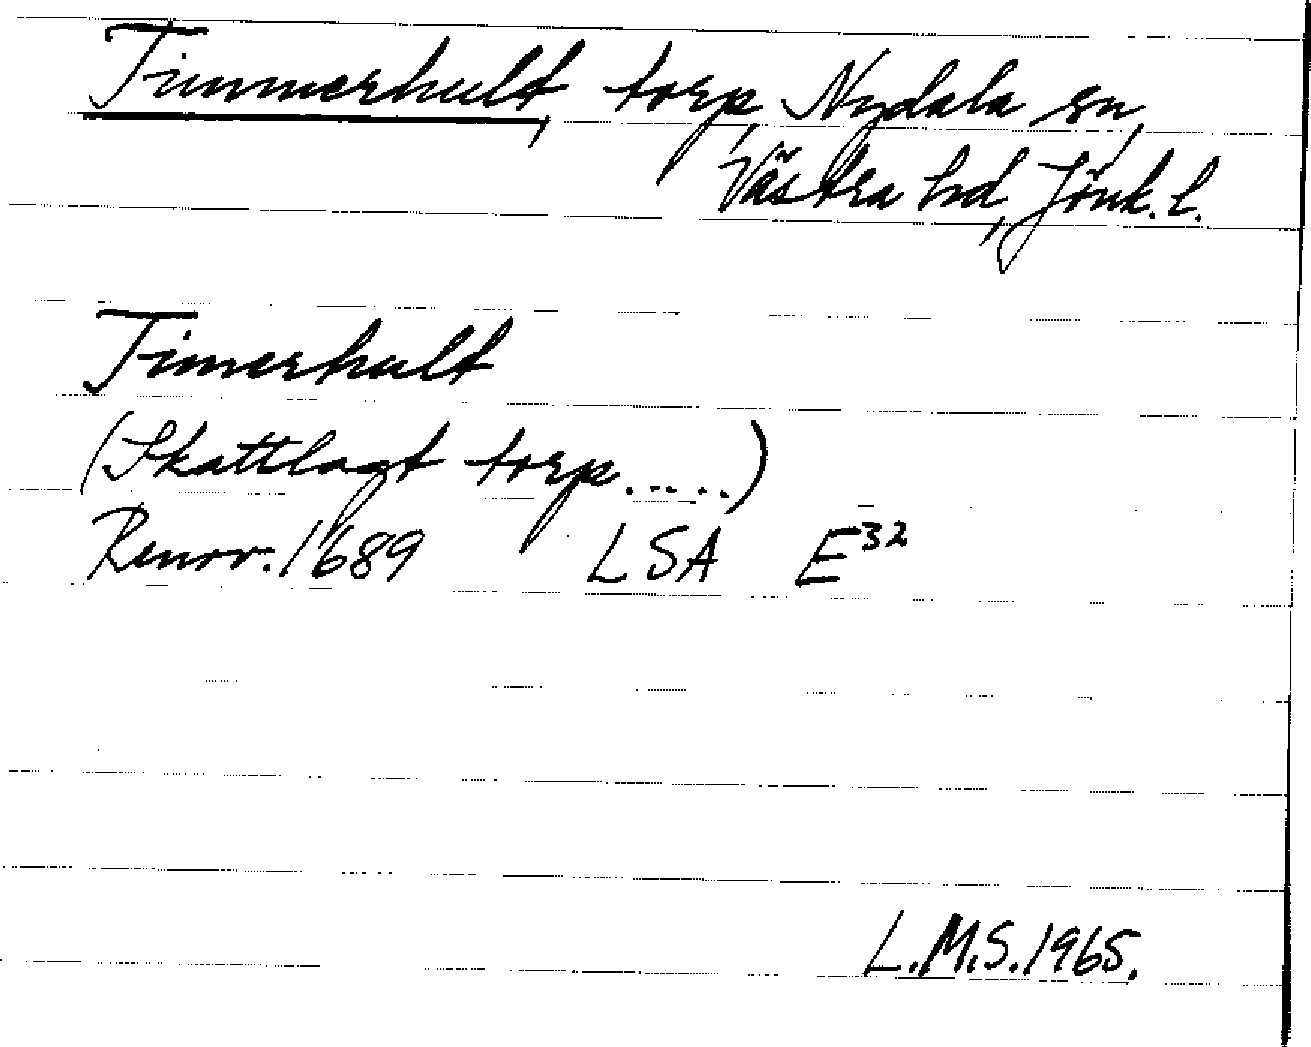 Timmerhult, torp, Nydala sn,
Västra hd, Jönk. l.
Timerhult
(Skattlagt torp.....)
Renov. 1689 LSA E³²
L.M.S. 1965.